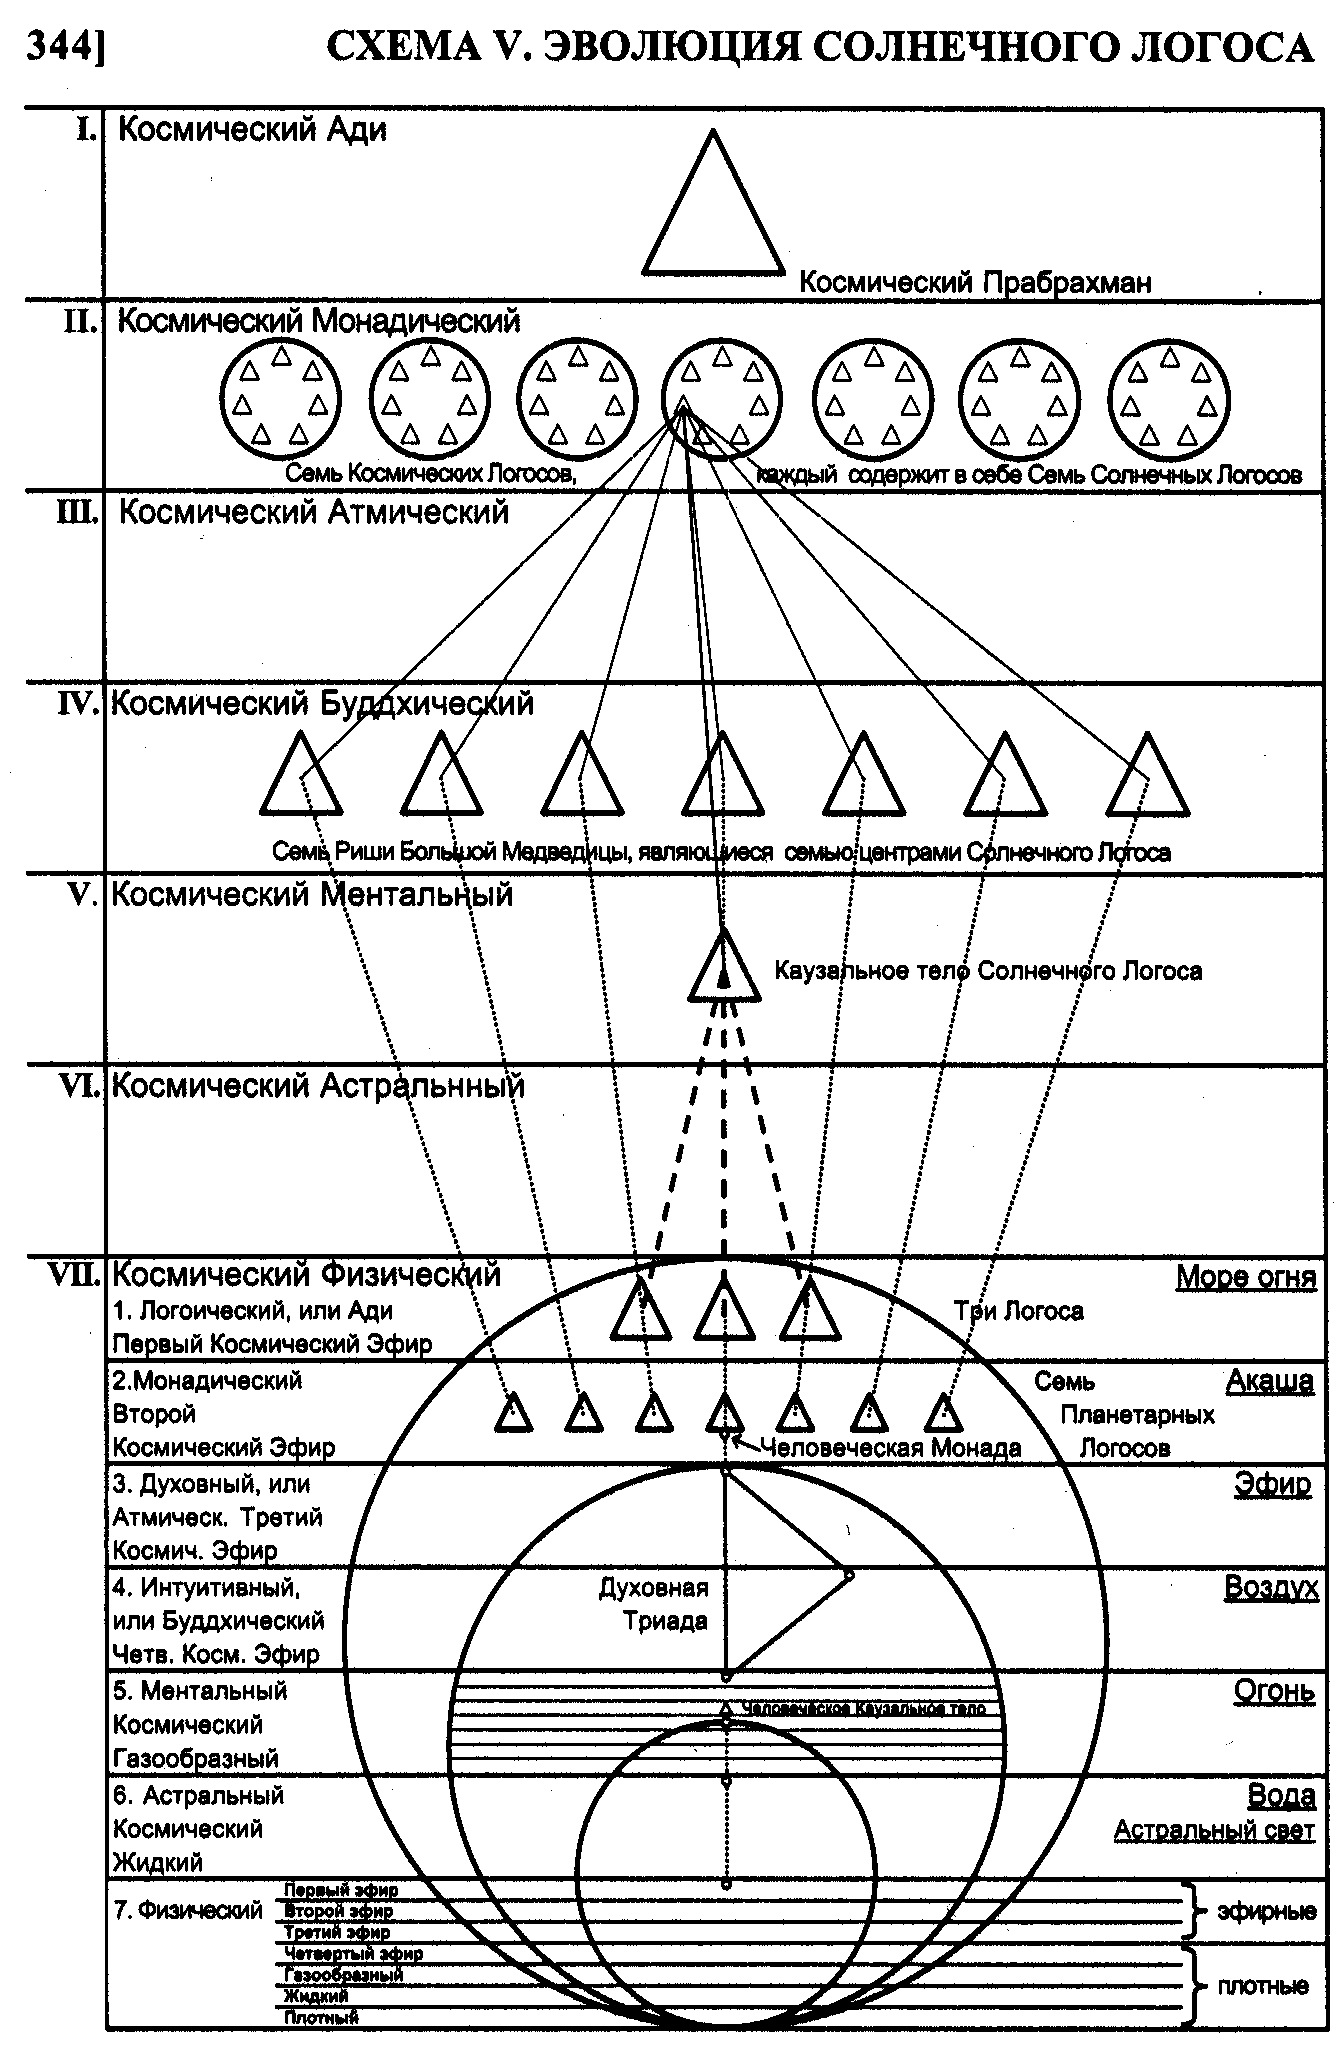 344] СХЕМА V. ЭВОЛЮЦИЯ СОЛНЕЧНОГО ЛОГОСА
I. Космический Ади
Космический Прабрахман
II. Космический Монадический
Семь Космических Логосов, каждый содержит в себе Семь Солнечных Логосов
III. Космический Атмический
IV. Космический Буддхический
Семь Риши Большой Медведицы, являющиеся семью центрами Солнечного Логоса
V. Космический Ментальный
Каузальное тело Солнечного Логоса
VI. Космический Астральнный
VII. Космический Физический
Море огня
1. Логоический, или Ади
Три Логоса
Первый Космический Эфир
2.Монадический
Семь
Акаша
Второй
Планетарных
Космический Эфир
Человеческая Монада
Логосов
3. Духовный, или
Эфир
Атмическ. Третий
Космич. Эфир
4. Интуитивный,
Духовная
Воздух
или Буддхический
Триада
Четв. Косм. Эфир
5. Ментальный
Огонь
Человеческое Каузальное тело
Космический
Газообразный
6. Астральный
Вода
Космический
Астральный свет
Жидкий
7. Физический
Первый эфир
Второй эфир
Третий эфир
Четвертый эфир
Газообразный
Жидкий
Плотный
эфирные
плотные